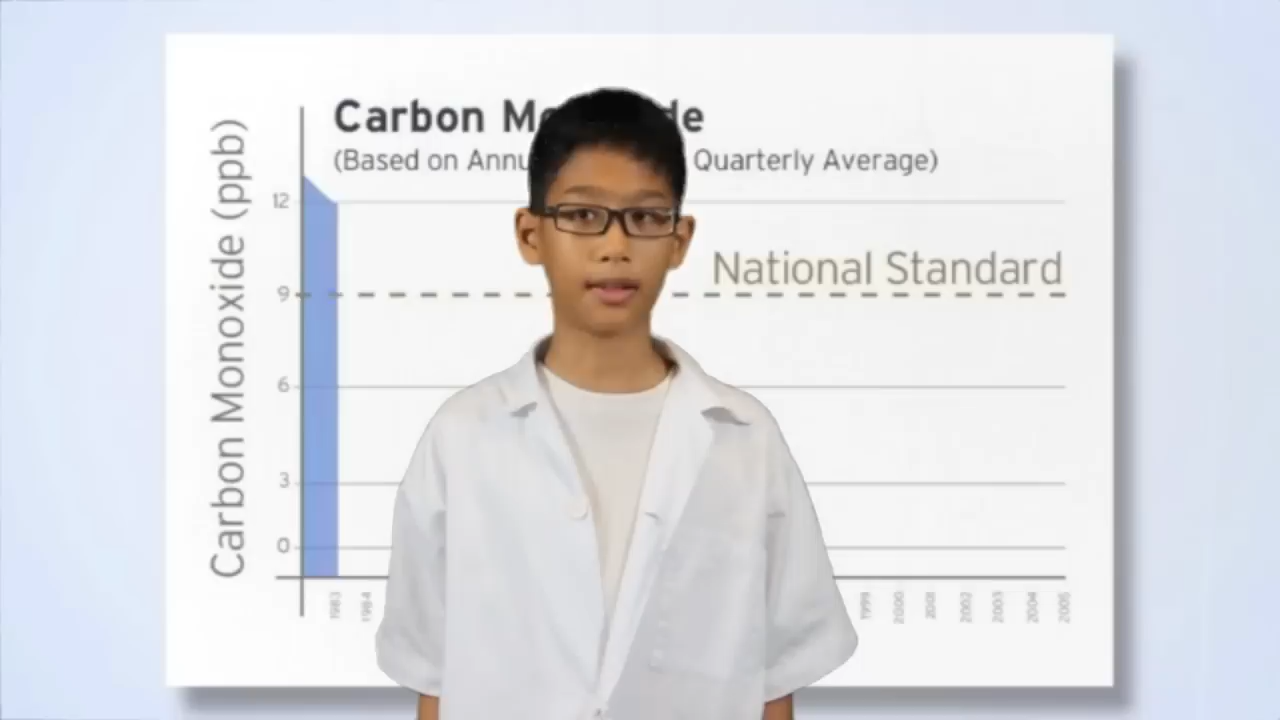 Carbon M de
(Based on Annu Quarterly Average)
Carbon Monoxide (ppb)
12
National Standard
9
6
3
0
1983 1984 1999 2000 2001 2002 2003 2004 2005